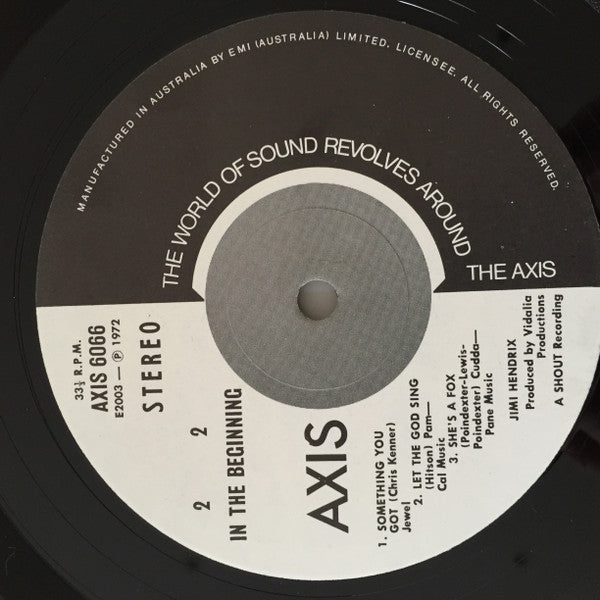 MANUFACTURED IN AUSTRALIA BY EMI (AUSTRALIA) LIMITED. LICENSEE. ALL RIGHTS RESERVED.
THE WORLD OF SOUND REVOLVES AROUND
THE AXIS
33⅓ R.P.M.
AXIS 6066
E2003 — Ⓟ 1972
STEREO
2 2
IN THE BEGINNING
AXIS
1. SOMETHING YOU
GOT (Chris Kenner)
Jewel
2. LET THE GOD SING
(Hitson) Pam—
Cal Music
3. SHE'S A FOX
(Poindexter-Lewis-
Poindexter) Cudda—
Pane Music
JIMI HENDRIX
Produced by Vidalia
Productions
A SHOUT Recording